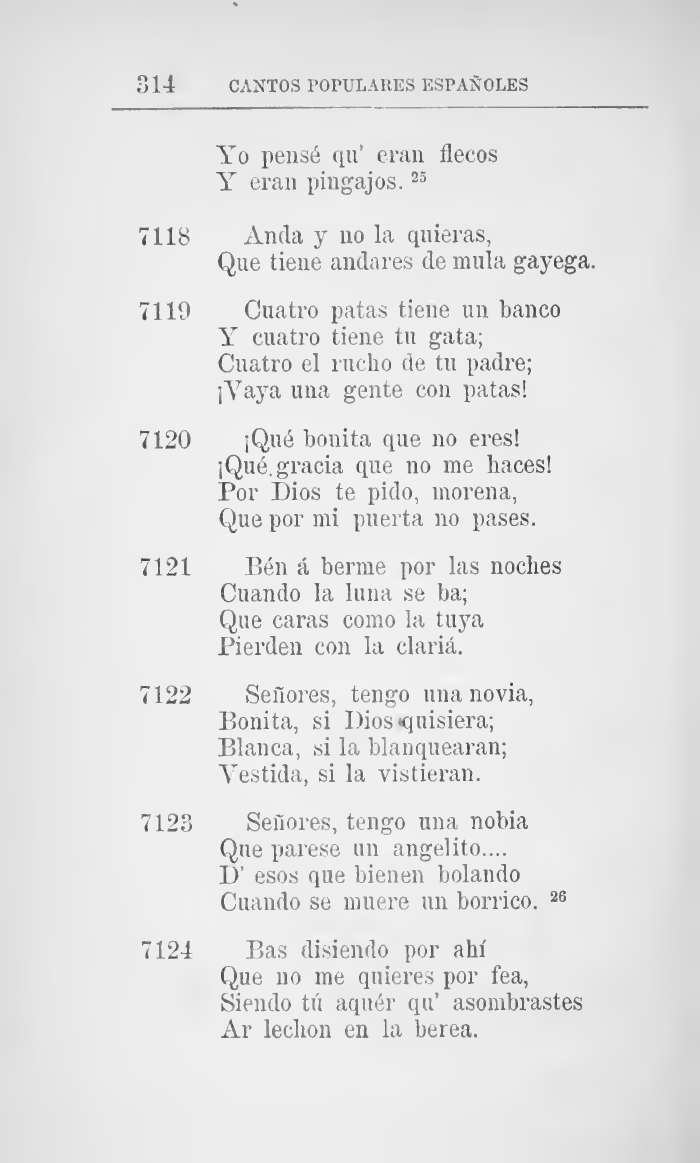 314 CANTOS POPULARES ESPAÑOLES
Yo pensé qu' eran flecos
Y eran pingajos. 25
7118 Anda y no la quieras,
Que tiene andares de mula gayega.
7119 Cuatro patas tiene un banco
Y cuatro tiene tu gata;
Cuatro el rucho de tu padre;
¡Vaya una gente con patas!
7120 ¡Qué bonita que no eres!
¡Qué gracia que no me haces!
Por Dios te pido, morena,
Que por mi puerta no pases.
7121 Bén á berme por las noches
Cuando la luna se ba;
Que caras como la tuya
Pierden con la clariá.
7122 Señores, tengo una novia,
Bonita, si Dios quisiera;
Blanca, si la blanquearan;
Vestida, si la vistieran.
7123 Señores, tengo una nobia
Que parese un angelito....
D' esos que bienen bolando
Cuando se muere un borrico. 26
7124 Bas disiendo por ahí
Que no me quieres por fea,
Siendo tú aquér qu' asombrastes
Ar lechon en la berea.